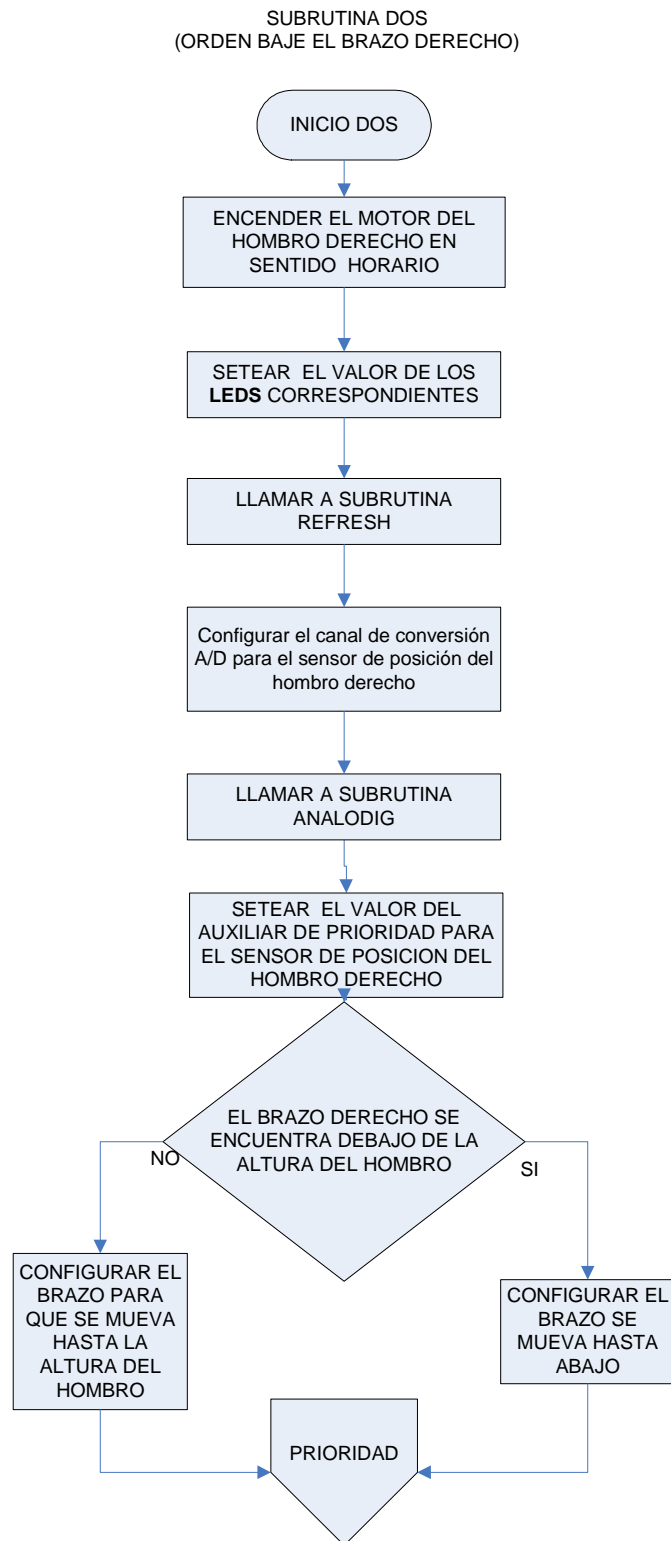 SUBRUTINA DOS
(ORDEN BAJE EL BRAZO DERECHO)
INICIO DOS
ENCENDER EL MOTOR DEL
HOMBRO DERECHO EN
SENTIDO HORARIO
SETEAR EL VALOR DE LOS
LEDS CORRESPONDIENTES
LLAMAR A SUBRUTINA
REFRESH
Configurar el canal de conversión
A/D para el sensor de posición del
hombro derecho
LLAMAR A SUBRUTINA
ANALODIG
SETEAR EL VALOR DEL
AUXILIAR DE PRIORIDAD PARA
EL SENSOR DE POSICION DEL
HOMBRO DERECHO
EL BRAZO DERECHO SE
ENCUENTRA DEBAJO DE LA
ALTURA DEL HOMBRO
NO
SI
CONFIGURAR EL
BRAZO PARA
QUE SE MUEVA
HASTA LA
ALTURA DEL
HOMBRO
CONFIGURAR EL
BRAZO SE
MUEVA HASTA
ABAJO
PRIORIDAD